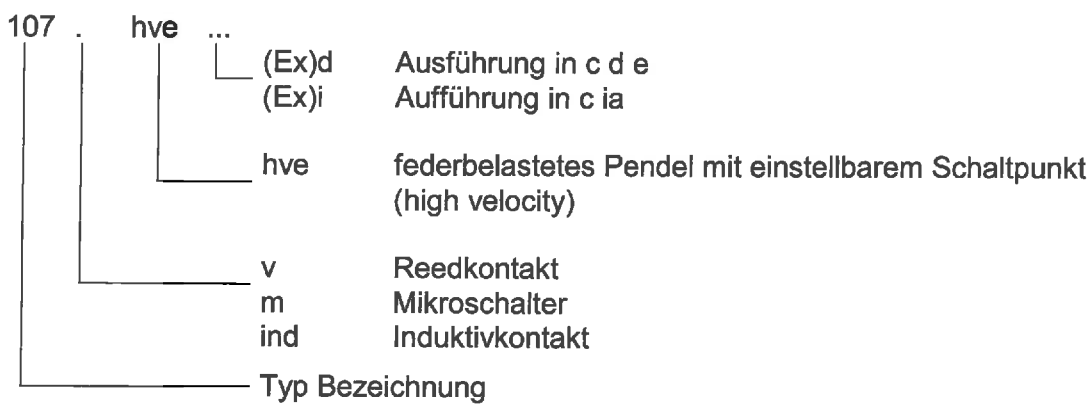 107 . hve ...
(Ex)d Ausführung in c d e
(Ex)i Aufführung in c ia
hve federbelastetes Pendel mit einstellbarem Schaltpunkt
(high velocity)
v Reedkontakt
m Mikroschalter
ind Induktivkontakt
Typ Bezeichnung